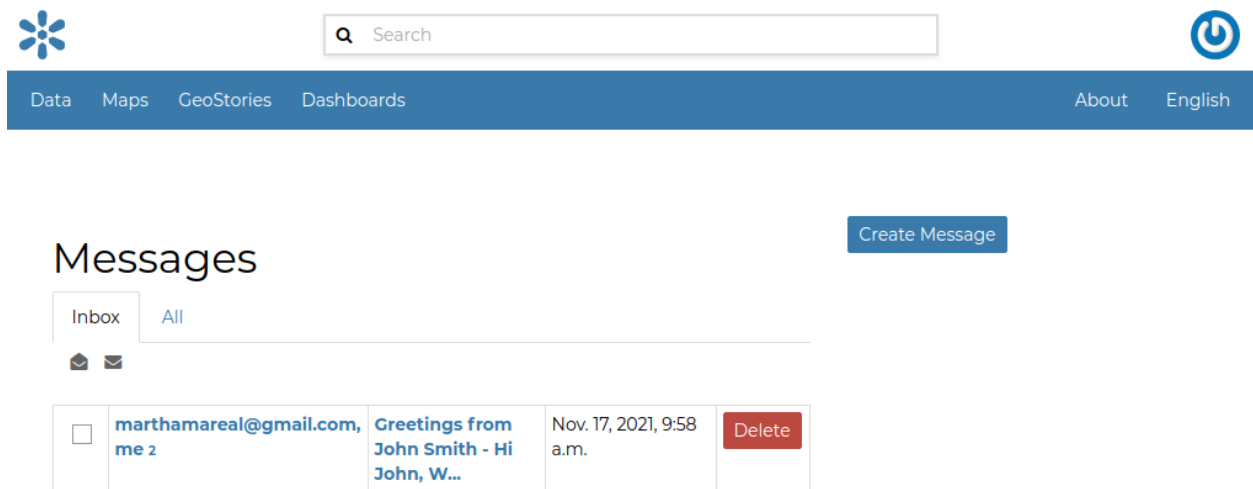 Search
Data Maps GeoStories Dashboards About English
Create Message
Messages
Inbox All
marthamareal@gmail.com,
me 2
Greetings from
John Smith - Hi
John, W...
Nov. 17, 2021, 9:58
a.m.
Delete